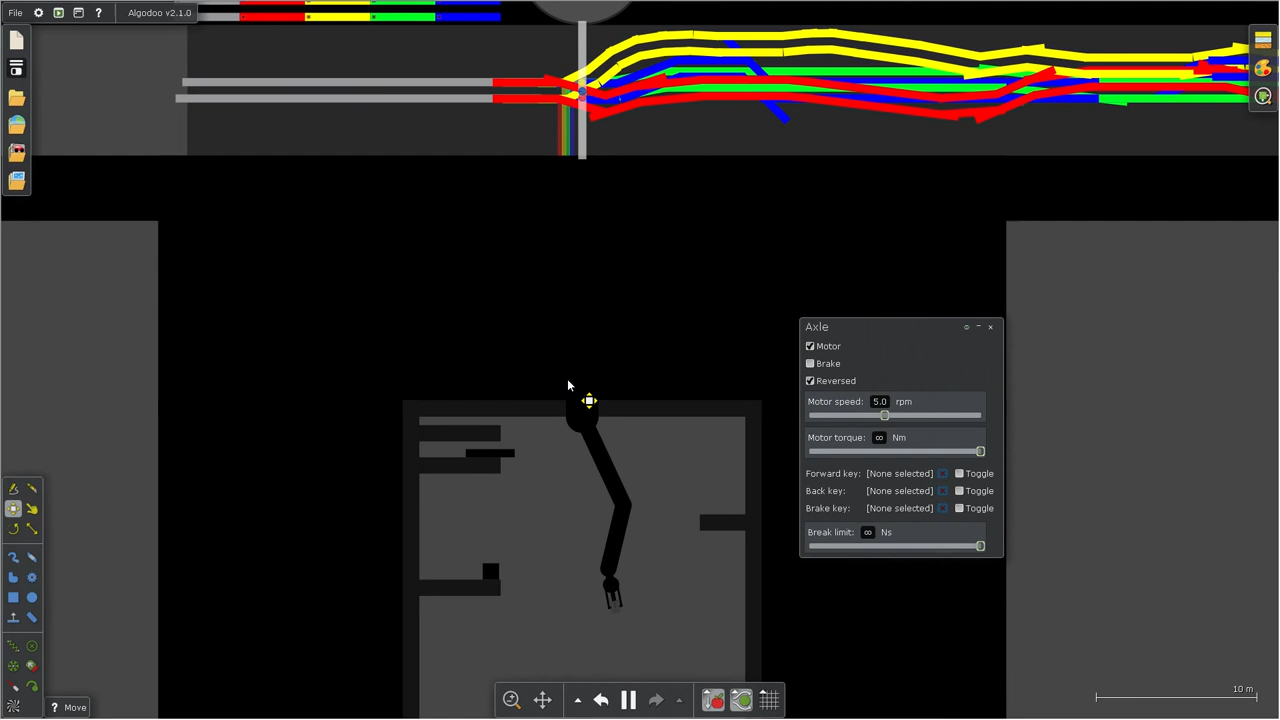 File ? Algodoo v2.1.0
Axle
Motor
Brake
Reversed
Motor speed: 5.0 rpm
Motor torque: ∞ Nm
Forward key: [None selected] Toggle
Back key: [None selected] Toggle
Brake key: [None selected] Toggle
Break limit: ∞ Ns
10 m
? Move